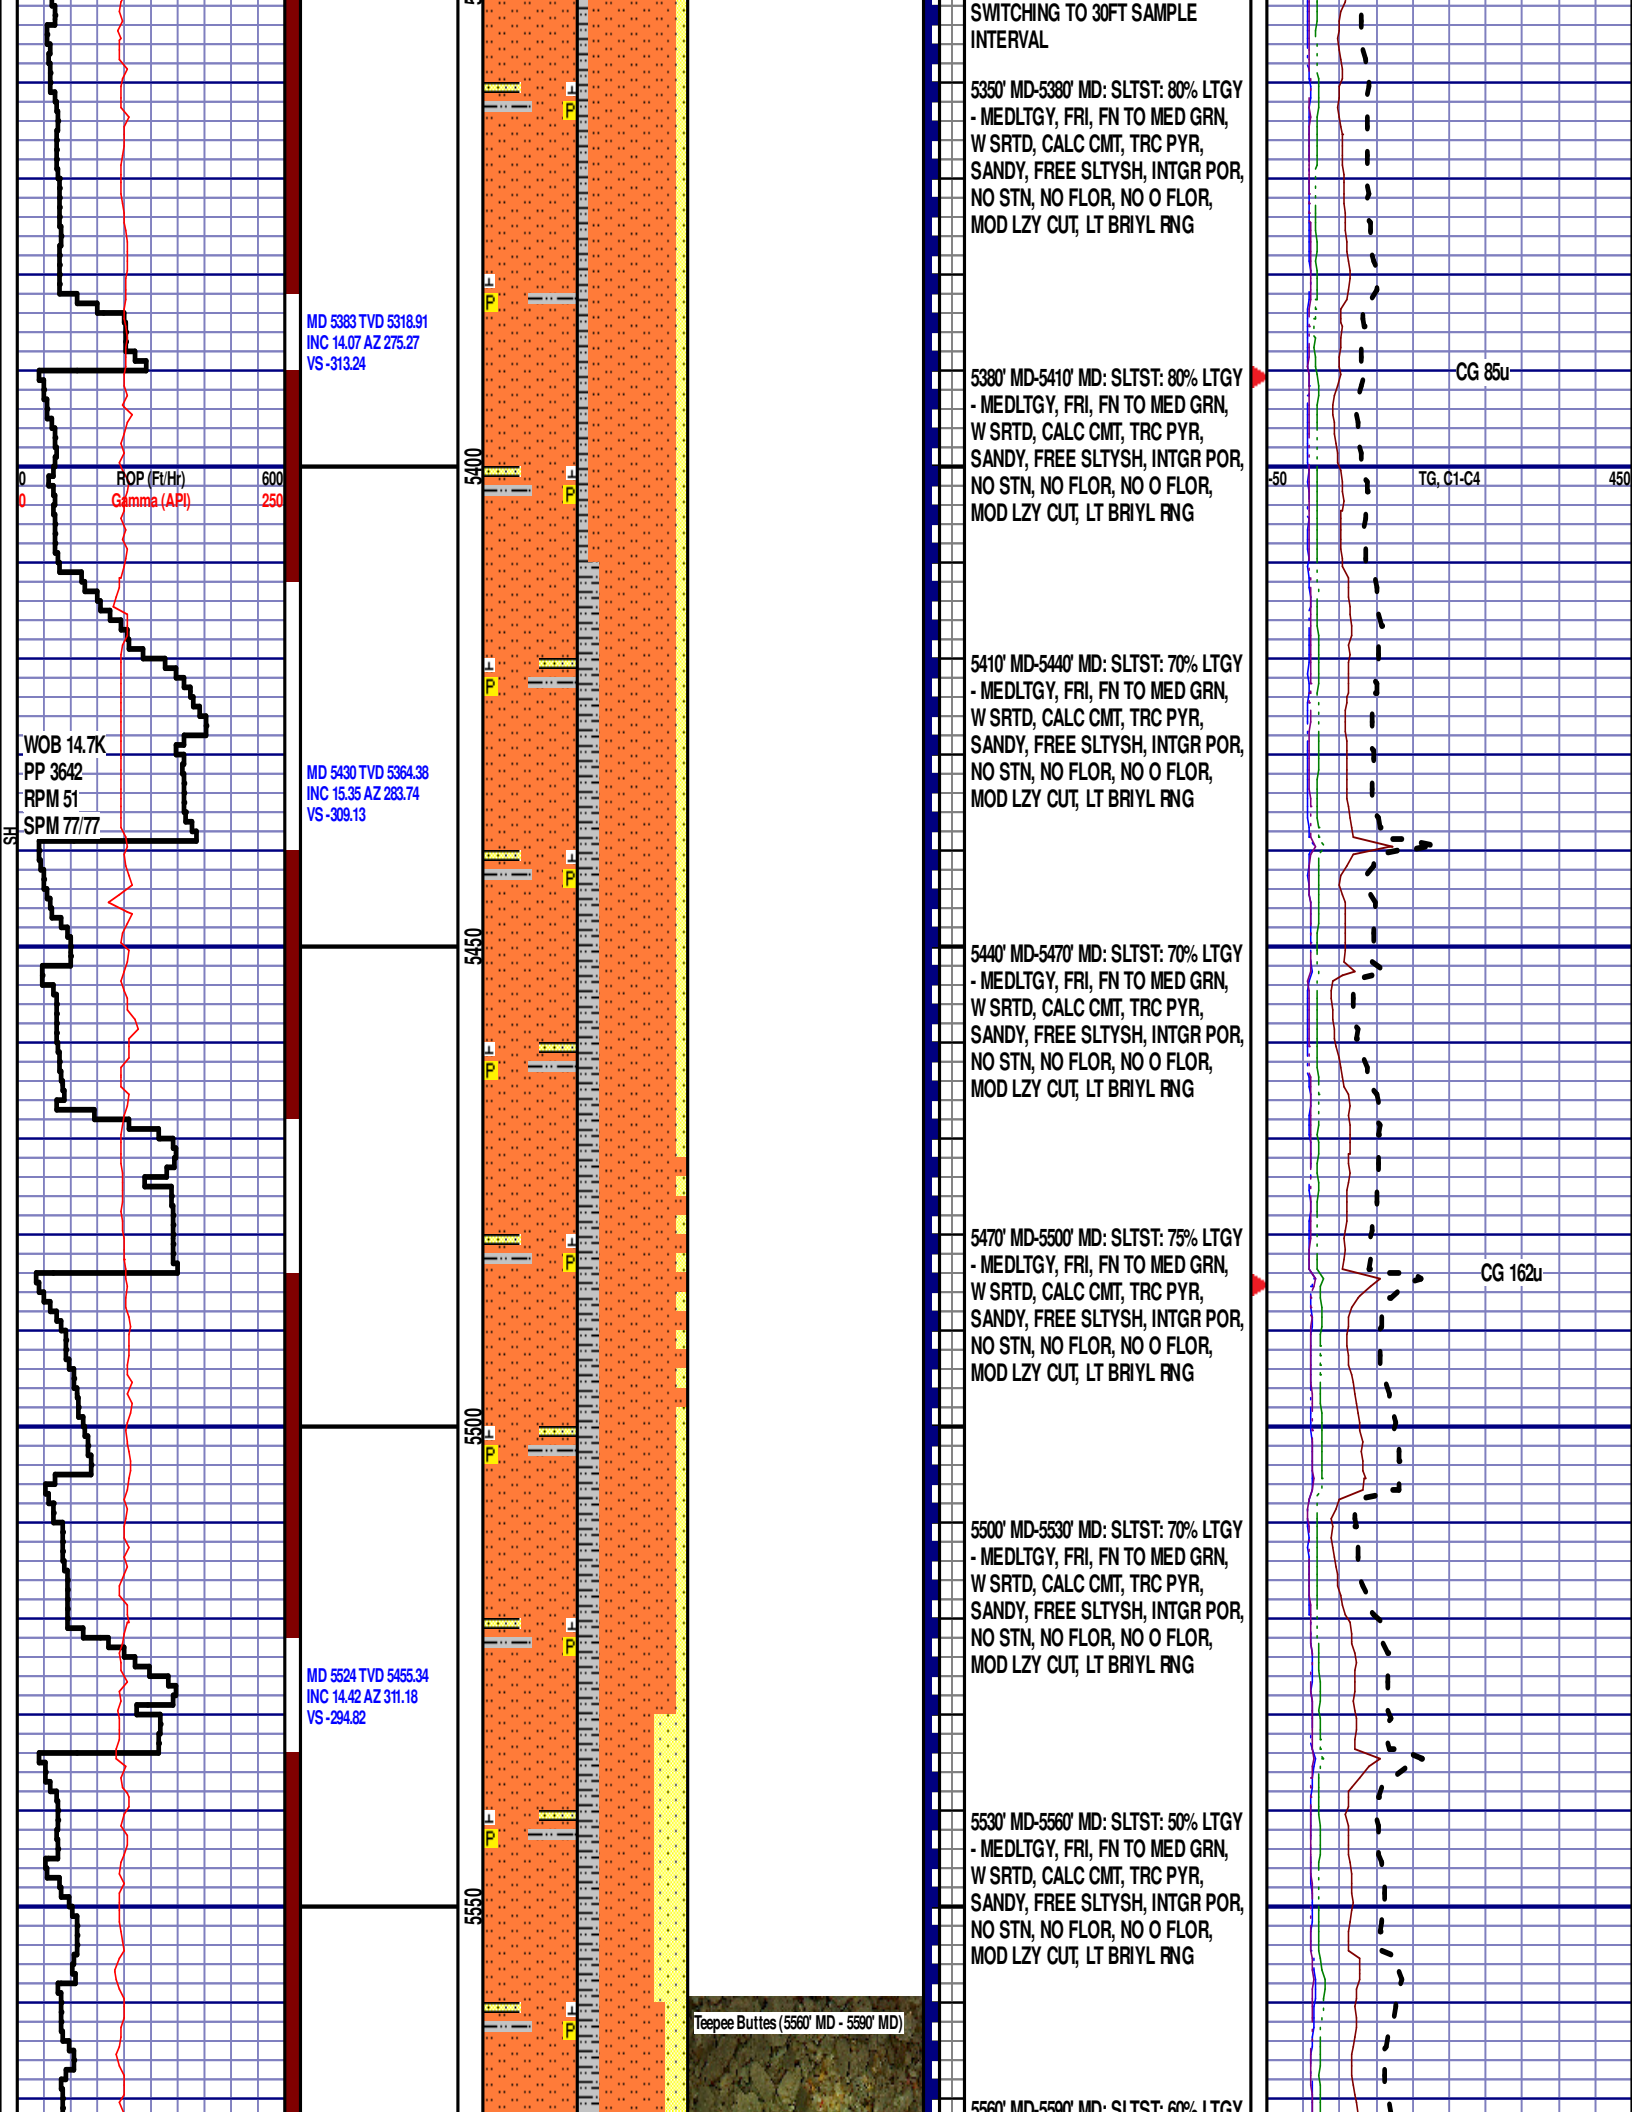 SWITCHING TO 30FT SAMPLE
INTERVAL
5350' MD-5380' MD: SLTST: 80% LTGY
- MEDLTGY, FRI, FN TO MED GRN,
W SRTD, CALC CMT, TRC PYR,
SANDY, FREE SLTYSH, INTGR POR,
NO STN, NO FLOR, NO O FLOR,
MOD LZY CUT, LT BRIYL RNG
P
P
MD 5383 TVD 5318.91
INC 14.07 AZ 275.27
VS -313.24
5380' MD-5410' MD: SLTST: 80% LTGY
- MEDLTGY, FRI, FN TO MED GRN,
W SRTD, CALC CMT, TRC PYR,
SANDY, FREE SLTYSH, INTGR POR,
NO STN, NO FLOR, NO O FLOR,
MOD LZY CUT, LT BRIYL RNG
CG 85u
5400
0 ROP (Ft/Hr) 600
0 Gamma (API) 250
P
-50 TG, C1-C4 450
5410' MD-5440' MD: SLTST: 70% LTGY
- MEDLTGY, FRI, FN TO MED GRN,
W SRTD, CALC CMT, TRC PYR,
SANDY, FREE SLTYSH, INTGR POR,
NO STN, NO FLOR, NO O FLOR,
MOD LZY CUT, LT BRIYL RNG
P
WOB 14.7K
PP 3642
RPM 51
SPM 77/77
SH
MD 5430 TVD 5364.38
INC 15.35 AZ 283.74
VS -309.13
P
5450
5440' MD-5470' MD: SLTST: 70% LTGY
- MEDLTGY, FRI, FN TO MED GRN,
W SRTD, CALC CMT, TRC PYR,
SANDY, FREE SLTYSH, INTGR POR,
NO STN, NO FLOR, NO O FLOR,
MOD LZY CUT, LT BRIYL RNG
P
P
5470' MD-5500' MD: SLTST: 75% LTGY
- MEDLTGY, FRI, FN TO MED GRN,
W SRTD, CALC CMT, TRC PYR,
SANDY, FREE SLTYSH, INTGR POR,
NO STN, NO FLOR, NO O FLOR,
MOD LZY CUT, LT BRIYL RNG
CG 162u
5500
P
5500' MD-5530' MD: SLTST: 70% LTGY
- MEDLTGY, FRI, FN TO MED GRN,
W SRTD, CALC CMT, TRC PYR,
SANDY, FREE SLTYSH, INTGR POR,
NO STN, NO FLOR, NO O FLOR,
MOD LZY CUT, LT BRIYL RNG
P
MD 5524 TVD 5455.34
INC 14.42 AZ 311.18
VS -294.82
P
5530' MD-5560' MD: SLTST: 50% LTGY
- MEDLTGY, FRI, FN TO MED GRN,
W SRTD, CALC CMT, TRC PYR,
SANDY, FREE SLTYSH, INTGR POR,
NO STN, NO FLOR, NO O FLOR,
MOD LZY CUT, LT BRIYL RNG
5550
P
Teepee Buttes (5560' MD - 5590' MD)
5560' MD-5590' MD: SLTST: 60% LTGY